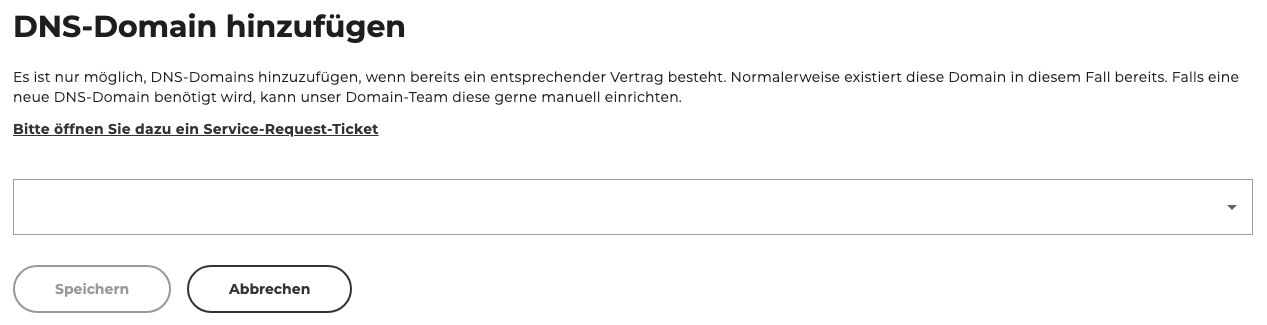 DNS-Domain hinzufügen
Es ist nur möglich, DNS-Domains hinzuzufügen, wenn bereits ein entsprechender Vertrag besteht. Normalerweise existiert diese Domain in diesem Fall bereits. Falls eine
neue DNS-Domain benötigt wird, kann unser Domain-Team diese gerne manuell einrichten.
Bitte öffnen Sie dazu ein Service-Request-Ticket
Speichern
Abbrechen